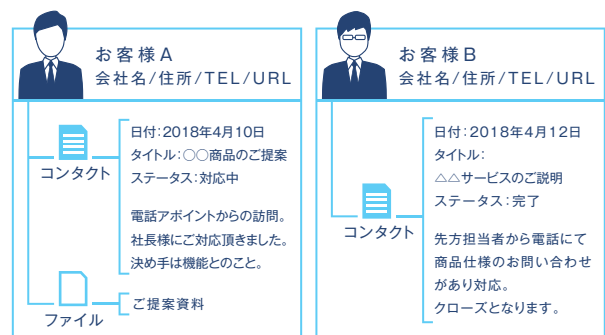 お客様A
会社名/住所/TEL/URL
コンタクト
日付:2018年4月10日
タイトル:○○商品のご提案
ステータス:対応中
電話アポイントからの訪問。
社長様にご対応頂きました。
決め手は機能とのこと。
ファイル
ご提案資料
お客様B
会社名/住所/TEL/URL
コンタクト
日付:2018年4月12日
タイトル:
△△サービスのご説明
ステータス:完了
先方担当者から電話にて
商品仕様のお問い合わせ
があり対応。
クローズとなります。